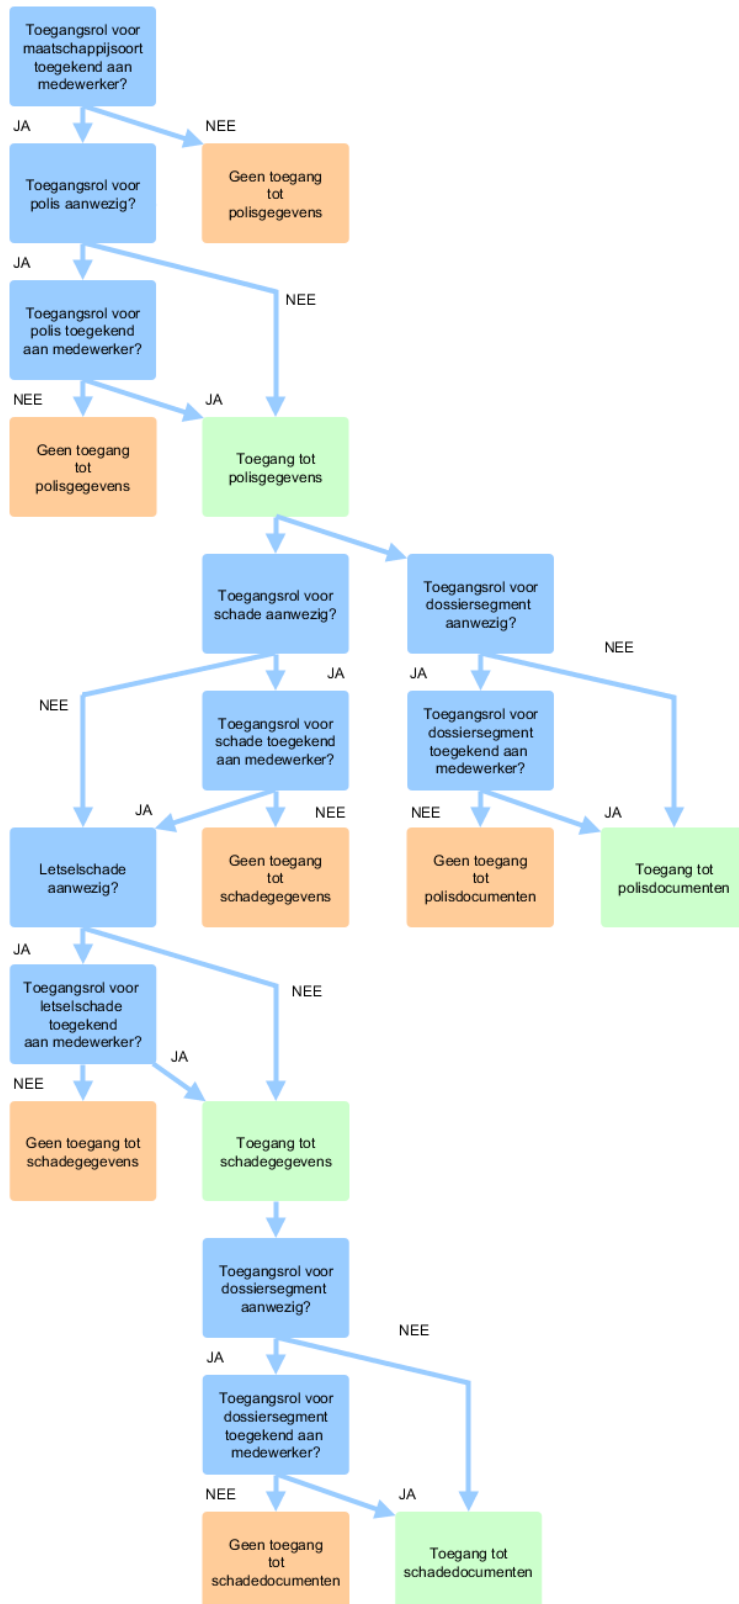 Toegangsrol voor
maatschappijsoort
toegekend aan
medewerker?
JA
NEE
Toegangsrol voor
polis aanwezig?
Geen toegang
tot
polisgegevens
JA
NEE
Toegangsrol voor
polis toegekend
aan medewerker?
NEE
JA
Geen toegang
tot
polisgegevens
Toegang tot
polisgegevens
Toegangsrol voor
schade aanwezig?
Toegangsrol voor
dossiersegment
aanwezig?
NEE
JA
JA
NEE
Toegangsrol voor
schade toegekend
aan medewerker?
Toegangsrol voor
dossiersegment
toegekend aan
medewerker?
JA
NEE
NEE
JA
Letselschade
aanwezig?
Geen toegang
tot
schadegegevens
Geen toegang
tot
polisdocumenten
Toegang tot
polisdocumenten
JA
NEE
Toegangsrol voor
letselschade
toegekend
aan medewerker?
JA
NEE
Geen toegang tot
schadegegevens
Toegang tot
schadegegevens
Toegangsrol voor
dossiersegment
aanwezig?
NEE
JA
Toegangsrol voor
dossiersegment
toegekend aan
medewerker?
NEE
JA
Geen toegang
tot
schadedocumenten
Toegang tot
schadedocumenten